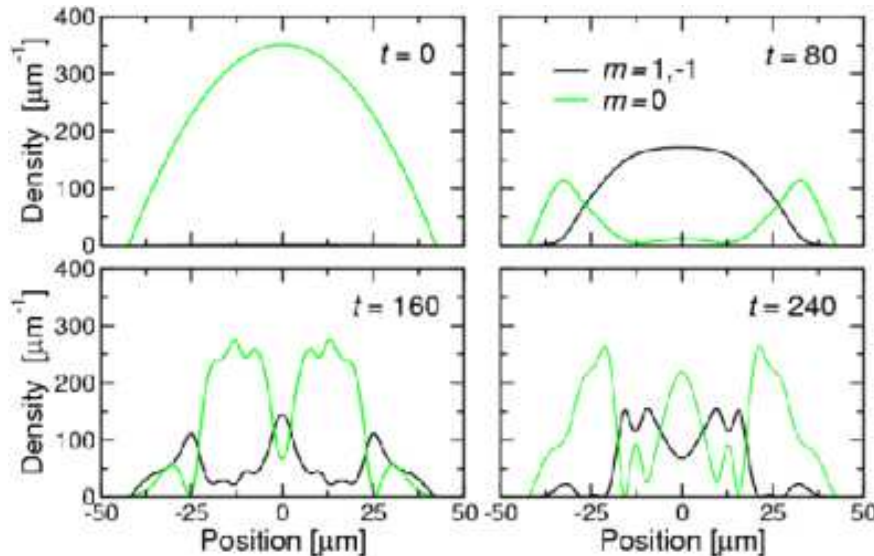 400
300
200
100
0
Density [μm⁻¹]
t = 0
m = 1,-1
m = 0
t = 80
400
300
200
100
0
Density [μm⁻¹]
t = 160
t = 240
-50 -25 0 25 50 -25 0 25 50
Position [μm] Position [μm]